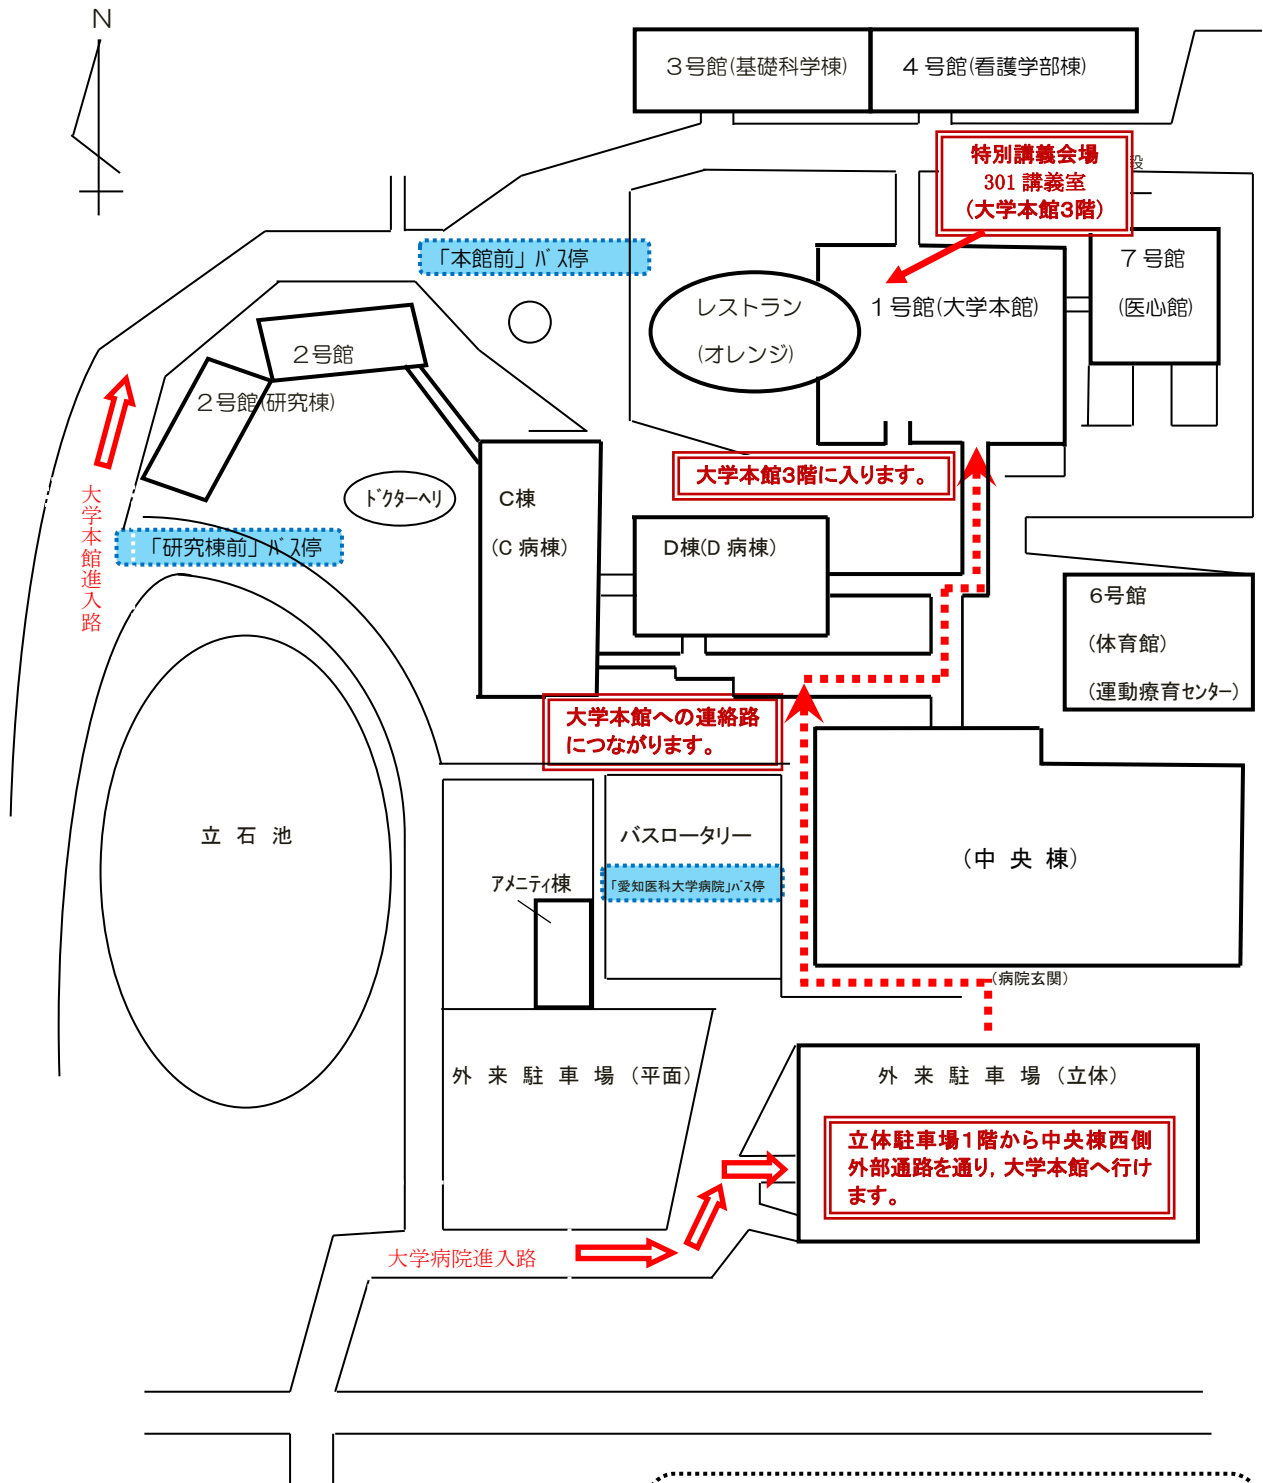 N
3号館(基礎科学棟)
4号館(看護学部棟)
特別講義会場
301 講義室
(大学本館3階)
設
「本館前」バス停
7号館
(医心館)
レストラン
(オレンジ)
1号館(大学本館)
2号館
2号館(研究棟)
大学本館3階に入ります。
ドクターヘリ
C棟
(C 病棟)
D棟(D 病棟)
大学本館進入路
「研究棟前」バス停
6号館
(体育館)
(運動療育センター)
大学本館への連絡路
につながります。
立 石 池
バスロータリー
アメニティ棟
「愛知医科大学病院」バス停
(中 央 棟)
(病院玄関)
外 来 駐 車 場 (平面)
外 来 駐 車 場 (立体)
立体駐車場1階から中央棟西側
外部通路を通り, 大学本館へ行け
ます。
大学病院進入路